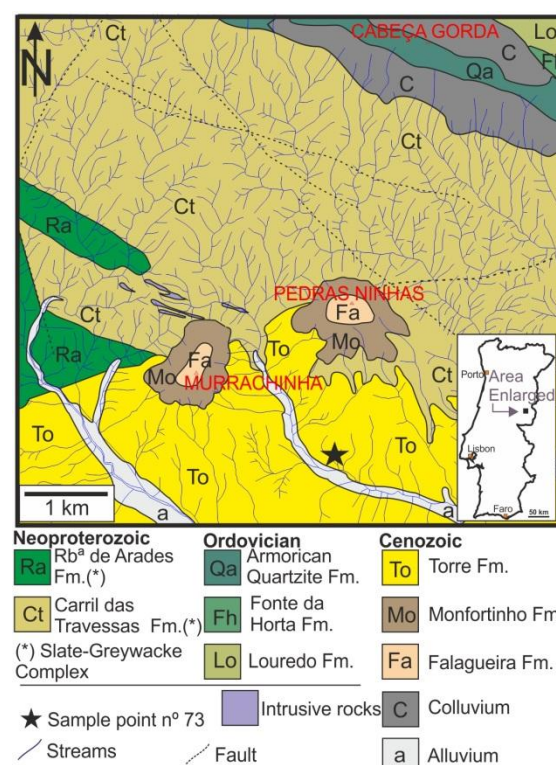 CABEÇA GORDA
Ct
C
Lo
Fh
N
Qa
C
Ct
Ct
Ra
PEDRAS NINHAS
Fa
Ct
To
Mo
Ra
Fa
Mo
MURRACHINHA
Ct
To
To
To
a
a
1 km
Porto
Area
Enlarged
Lisbon
Faro
50 km
Neoproterozoic
Ra Rbª de Arades
Fm.(*)
Ct Carril das
Travessas Fm.(*)
(*) Slate-Greywacke
Complex
Ordovician
Qa Armorican
Quartzite Fm.
Fh Fonte da
Horta Fm.
Lo Louredo Fm.
Cenozoic
To Torre Fm.
Mo Monfortinho Fm.
Fa Falagueira Fm.
C Colluvium
a Alluvium
Sample point nº 73
Intrusive rocks
Streams
Fault